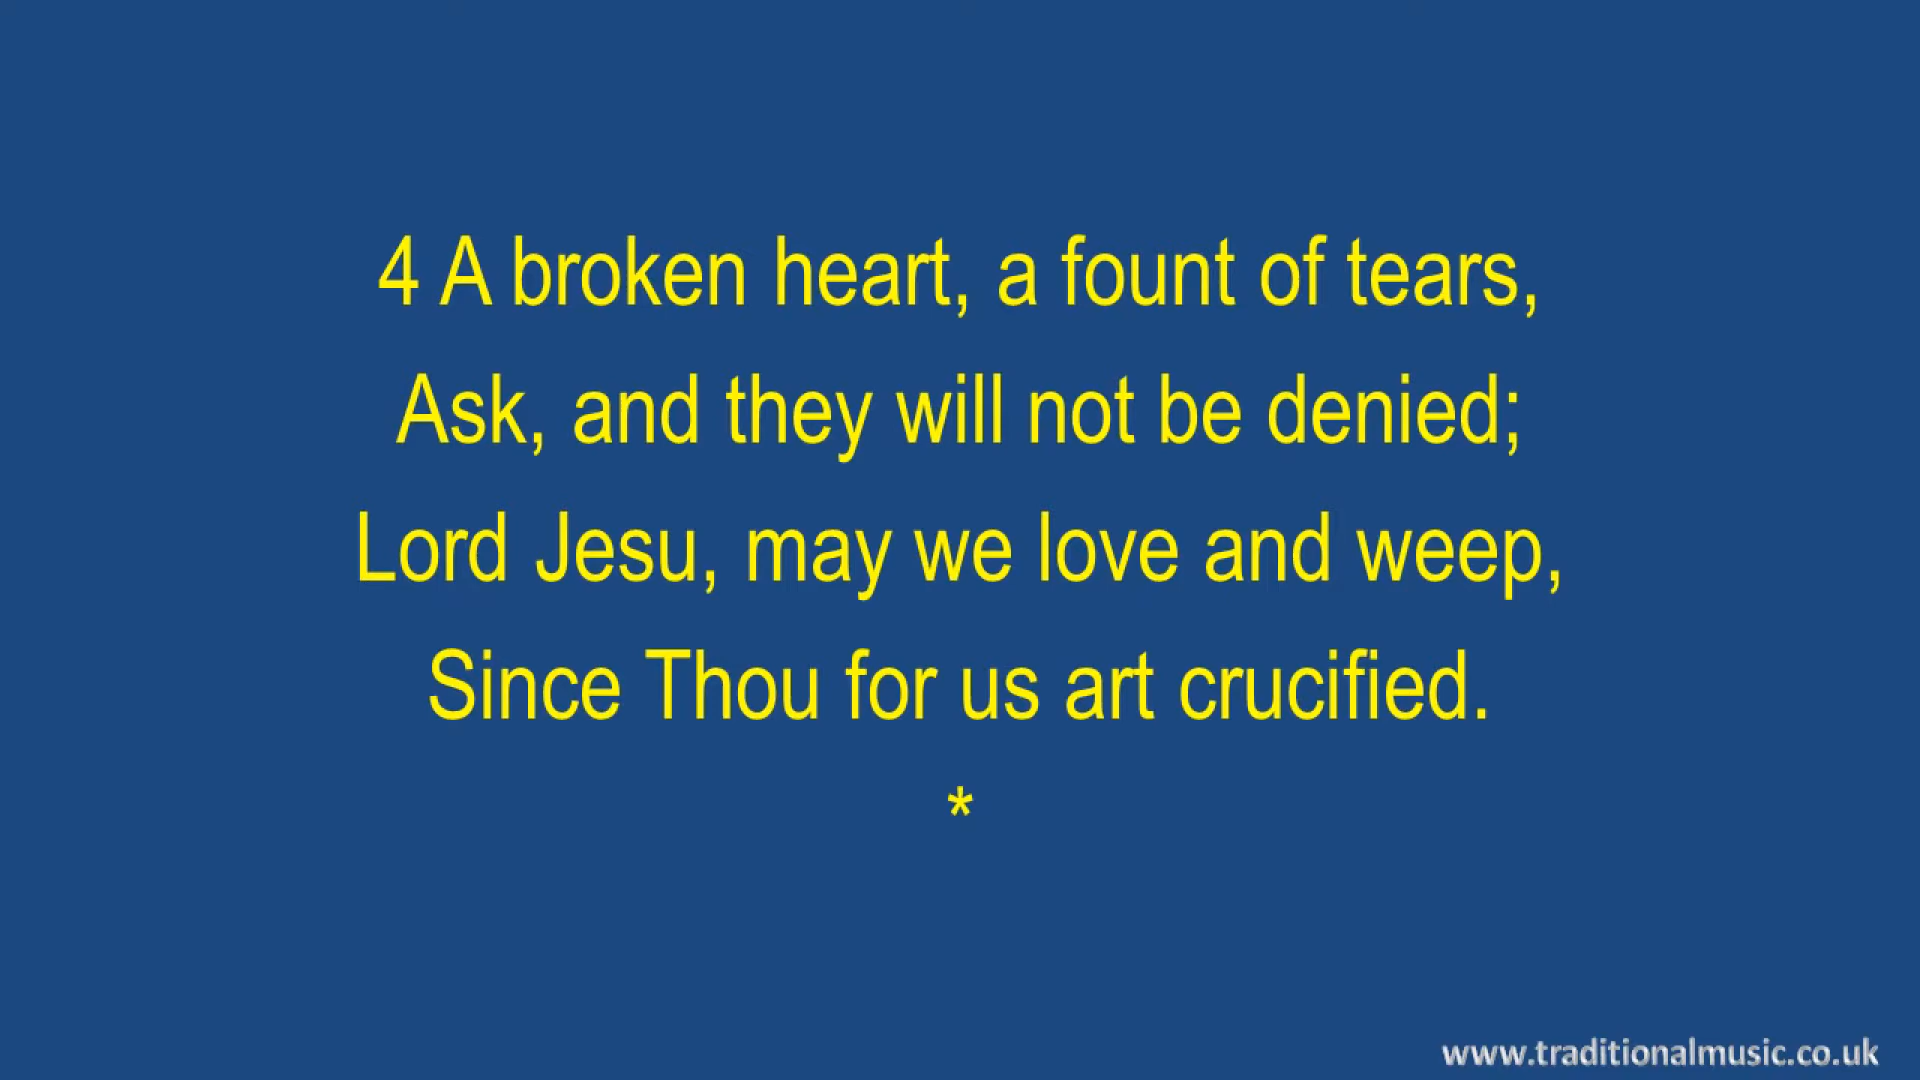 4 A broken heart, a fount of tears,
Ask, and they will not be denied;
Lord Jesu, may we love and weep,
Since Thou for us art crucified.
*
www.traditionalmusic.co.uk